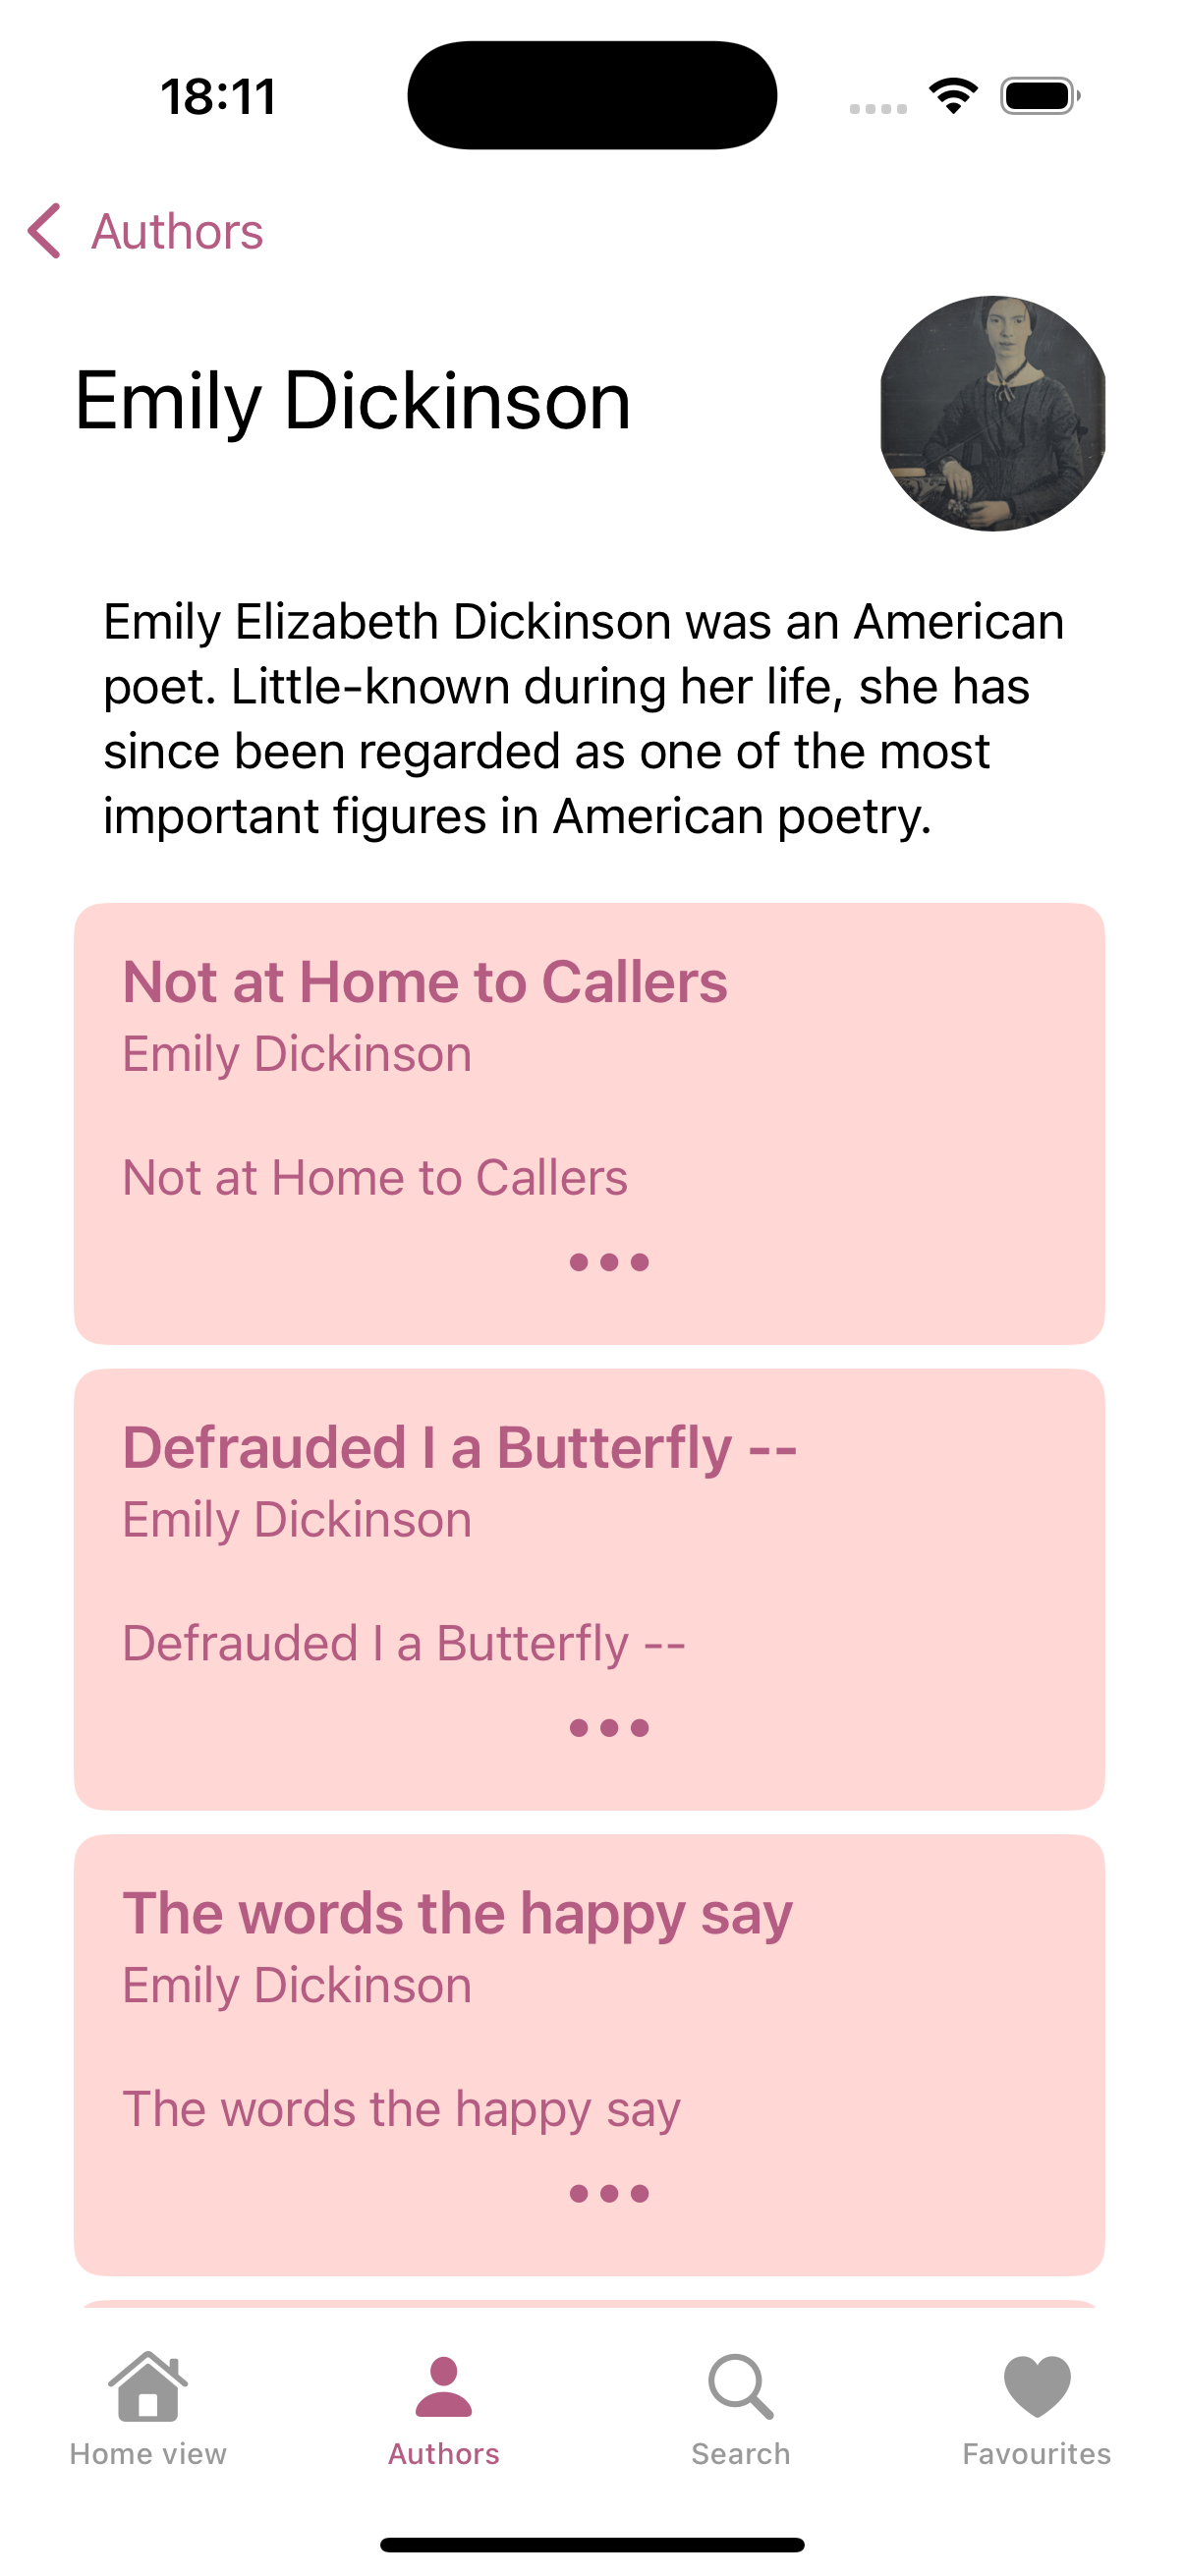 18:11
Authors
Emily Dickinson
Emily Elizabeth Dickinson was an American
poet. Little-known during her life, she has
since been regarded as one of the most
important figures in American poetry.
Not at Home to Callers
Emily Dickinson
Not at Home to Callers
•••
Defrauded I a Butterfly --
Emily Dickinson
Defrauded I a Butterfly --
•••
The words the happy say
Emily Dickinson
The words the happy say
•••
Home view Authors Search Favourites